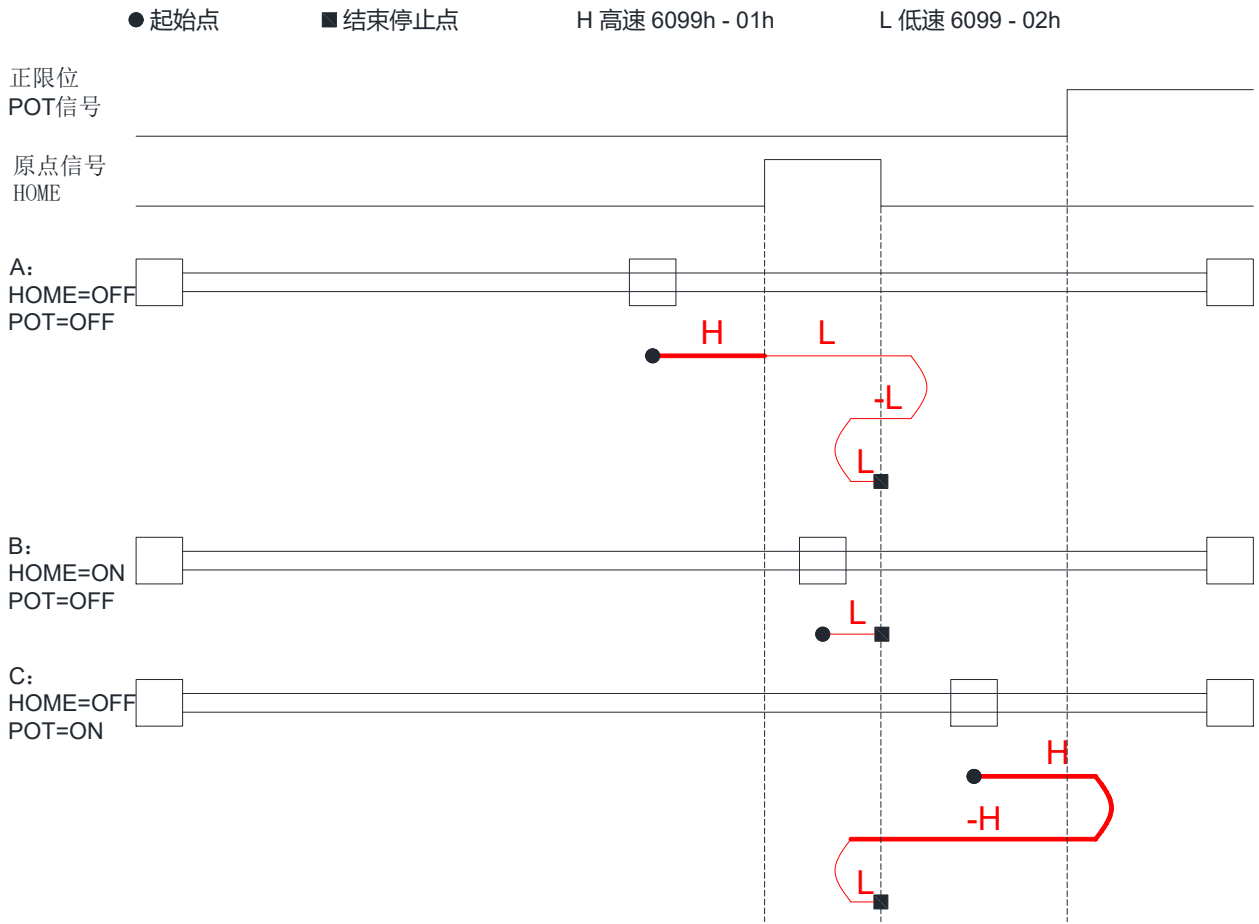 起始点 结束停止点 H 高速 6099h - 01h L 低速 6099 - 02h
正限位
POT信号
原点信号
HOME
A：
HOME=OFF
POT=OFF
H L
-L
L
B：
HOME=ON
POT=OFF
L
C：
HOME=OFF
POT=ON
H
-H
L